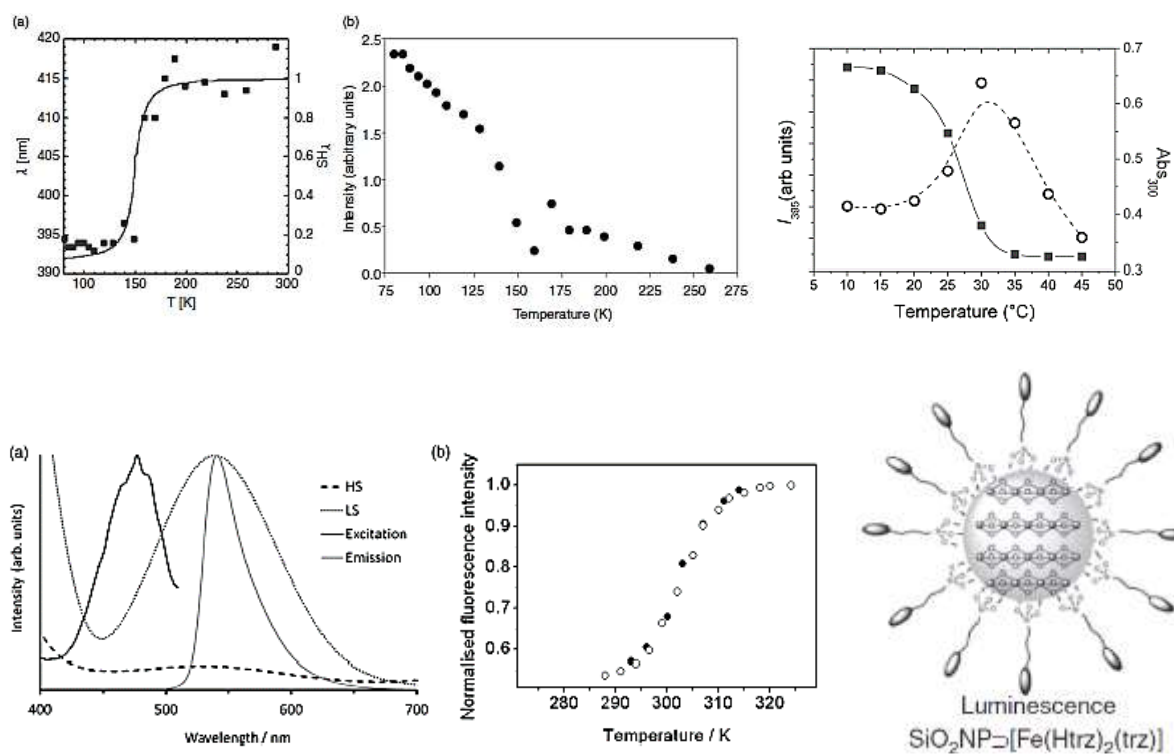 (a)
420
415
410
405
400
395
390
λ [nm]
1
0.8
0.6
0.4
0.2
0
γHS
100 150 200 250 300
T [K]
(b)
Intensity (arbitrary units)
2.5
2.0
1.5
1.0
0.5
0.0
75 100 125 150 175 200 225 250 275
Temperature (K)
(arb units)
0.7
0.6
0.5
0.4
0.3
Abs₃₀₀
5 10 15 20 25 30 35 40 45 50
Temperature (°C)
(a)
Intensity (arb. units)
HS
LS
Excitation
Emission
400 500 600 700
Wavelength / nm
(b)
Normalised fluorescence intensity
1.0
0.9
0.8
0.7
0.6
280 290 300 310 320
Temperature / K
Luminescence
SiO₂NP⊃[Fe(Htrz)₂(trz)]